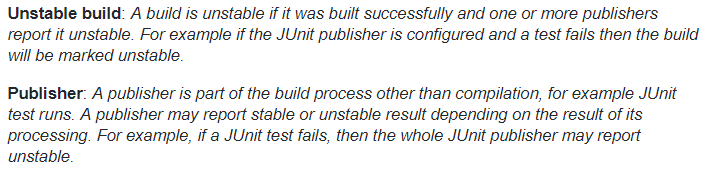 Unstable build: A build is unstable if it was built successfully and one or more publishers
report it unstable. For example if the JUnit publisher is configured and a test fails then the build
will be marked unstable.
Publisher: A publisher is part of the build process other than compilation, for example JUnit
test runs. A publisher may report stable or unstable result depending on the result of its
processing. For example, if a JUnit test fails, then the whole JUnit publisher may report
unstable.